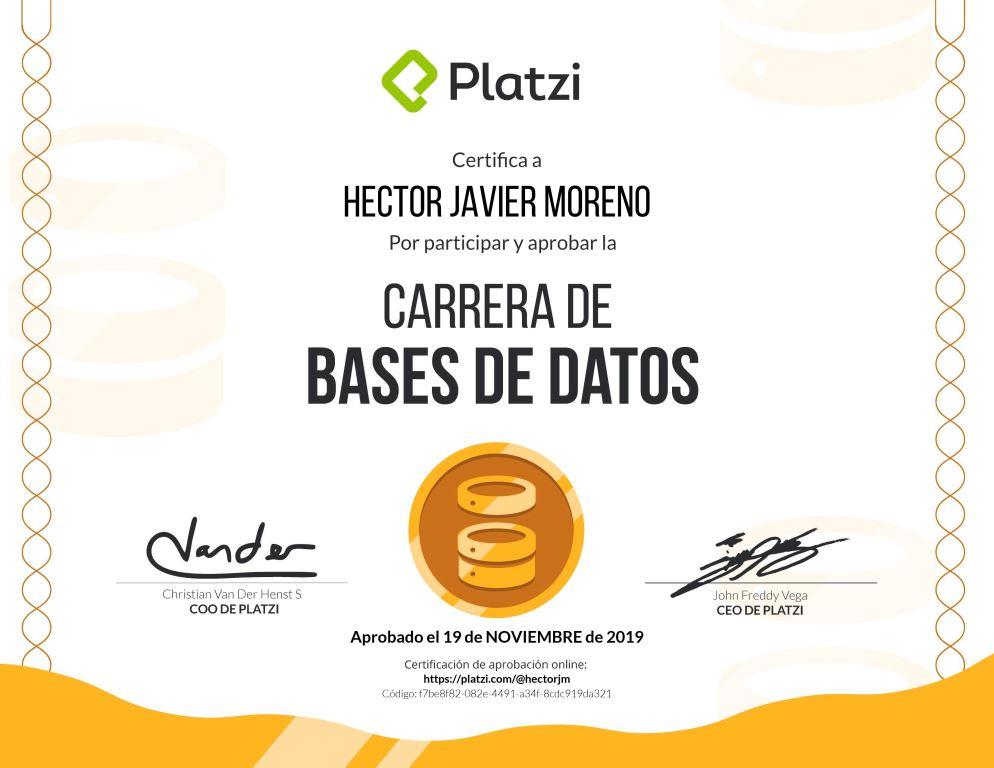 Platzi
Certifica a
HECTOR JAVIER MORENO
Por participar y aprobar la
CARRERA DE
BASES DE DATOS
Vander
Christian Van Der Henst S
COO DE PLATZI
John Freddy Vega
CEO DE PLATZI
Aprobado el 19 de NOVIEMBRE de 2019
Certificación de aprobación online:
https://platzi.com/@hectorjm
Código: f7be8f82-082e-4491-a34f-8cdc919da321